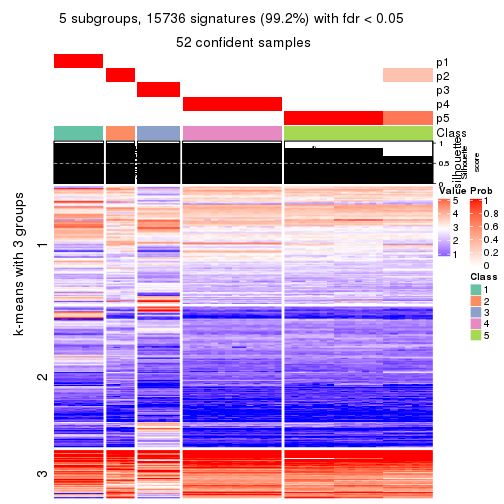 5 subgroups, 15736 signatures (99.2%) with fdr < 0.05
52 confident samples
p1
p2
p3
p4
p5
Class
1
0.5
0
silhouette
Silhouette
score
k-means with 3 groups
1
2
3
Value
5
4
3
2
1
Prob
1
0.8
0.6
0.4
0.2
0
Class
1
2
3
4
5